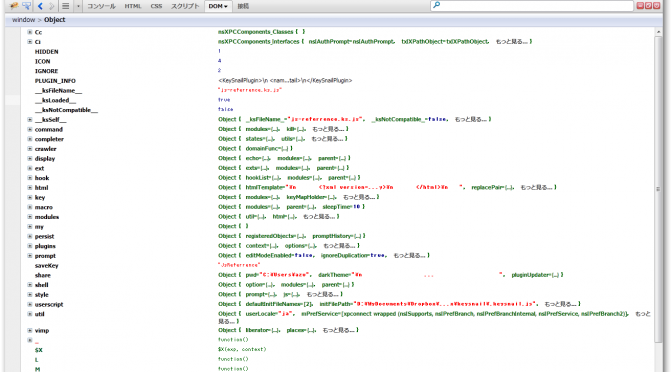 コンソール HTML CSS スクリプト DOM 接続
window > Object
Cc nsXPCComponents_Classes { }
Ci nsXPCComponents_Interfaces { nsIAuthPrompt=nsIAuthPrompt, txIXPathObject=txIXPathObject, もっと見る... }
HIDDEN 1
ICON 4
IGNORE 2
PLUGIN_INFO <KeySnailPlugin>\n <nam...tail>\n</KeySnailPlugin>
__ksFileName__ "js-referrence.ks.js"
__ksLoaded__ true
__ksNotCompatible__ false
__ksSelf__ Object { _ksFileName_="js-referrence.ks.js", _ksNotCompatible_=false, もっと見る... }
command Object { modules={…}, kill={…}, もっと見る... }
completer Object { states={…}, utils={…}, もっと見る... }
crawler Object { domainFunc={…} }
display Object { echo={…}, modules={…}, parent={…} }
ext Object { exts={…}, modules={…}, parent={…} }
hook Object { hookList={…}, modules={…}, parent={…} }
html Object { htmlTemplate="\n <?xml version=...y>\n </html>\n ", replacePair={…}, もっと見る... }
key Object { modules={…}, keyMapHolder={…}, もっと見る... }
macro Object { modules={…}, parent={…}, sleepTime=10 }
modules Object { util={…}, html={…}, もっと見る... }
my Object { }
persist Object { registeredObjects={…}, promptHistory={…} }
plugins Object { context={…}, options={…}, もっと見る... }
prompt Object { editModeEnabled=false, ignoreDuplication=true, もっと見る... }
saveKey "JsReferrence"
share Object { pwd="C:\Users\azu", darkTheme="\n ... ", pluginUpdater={…} }
shell Object { option={…}, modules={…}, parent={…} }
style Object { prompt={…}, js={…}, もっと見る... }
userscript Object { defaultInitFileNames=[2], initFilePath="D:\MyDocuments\Dropbox\...x\keysnail\.keysnail.js", もっと見る... }
util Object { userLocale="ja", mPrefService=[xpconnect wrapped (nsISupports, nsIPrefBranch, nsIPrefBranchInternal, nsIPrefService, nsIPrefBranch2)], もっと見る... }
vimp Object { liberator={…}, places={…}, もっと見る... }
_ function()
$X $X(exp, context)
L function()
M function()